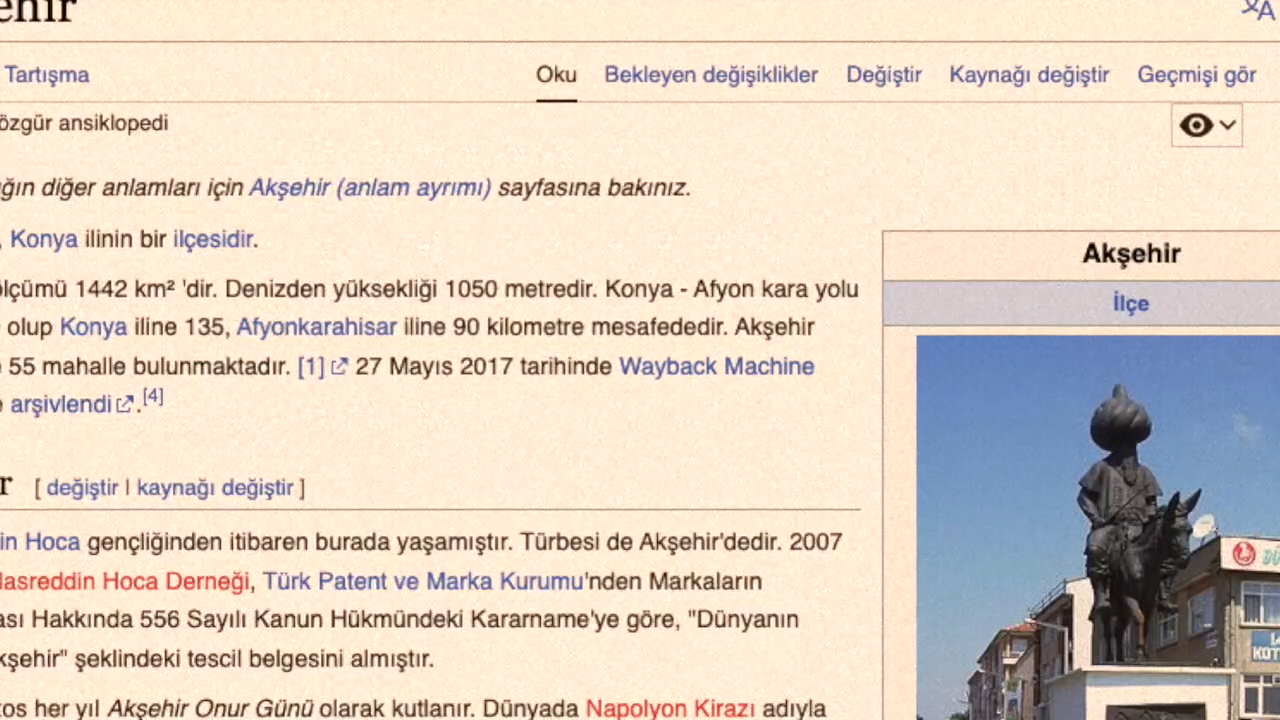 ehir
Tartışma Oku Bekleyen değişiklikler Değiştir Kaynağı değiştir Geçmişi gör
özgür ansiklopedi
ğın diğer anlamları için Akşehir (anlam ayrımı) sayfasına bakınız.
, Konya ilinin bir ilçesidir.
Akşehir
İlçe
ölçümü 1442 km² 'dir. Denizden yüksekliği 1050 metredir. Konya - Afyon kara yolu
olup Konya iline 135, Afyonkarahisar iline 90 kilometre mesafededir. Akşehir
55 mahalle bulunmaktadır. [1] 27 Mayıs 2017 tarihinde Wayback Machine
arşivlendi.[4]
r [ değiştir | kaynağı değiştir ]
in Hoca gençliğinden itibaren burada yaşamıştır. Türbesi de Akşehir'dedir. 2007
Nasreddin Hoca Derneği, Türk Patent ve Marka Kurumu'nden Markaların
ası Hakkında 556 Sayılı Kanun Hükmündeki Kararname'ye göre, "Dünyanın
kşehir" şeklindeki tescil belgesini almıştır.
tos her yıl Akşehir Onur Günü olarak kutlanır. Dünyada Napolyon Kirazı adıyla